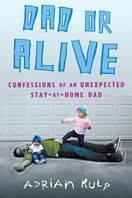 DAD OR
ALIVE
CONFESSIONS OF AN UNEXPECTED
STAY-AT-HOME DAD
ADRIAN KULP